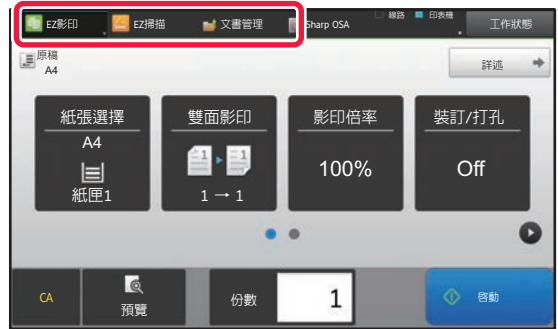 EZ影印 EZ掃描 文書管理 Sharp OSA 線路 印表機 工作狀態
原稿
A4
詳述
紙張選擇 雙面影印 影印倍率 裝訂/打孔
A4
1 1
100% Off
紙匣1 1 → 1
CA 預覽 份數 1 啓動